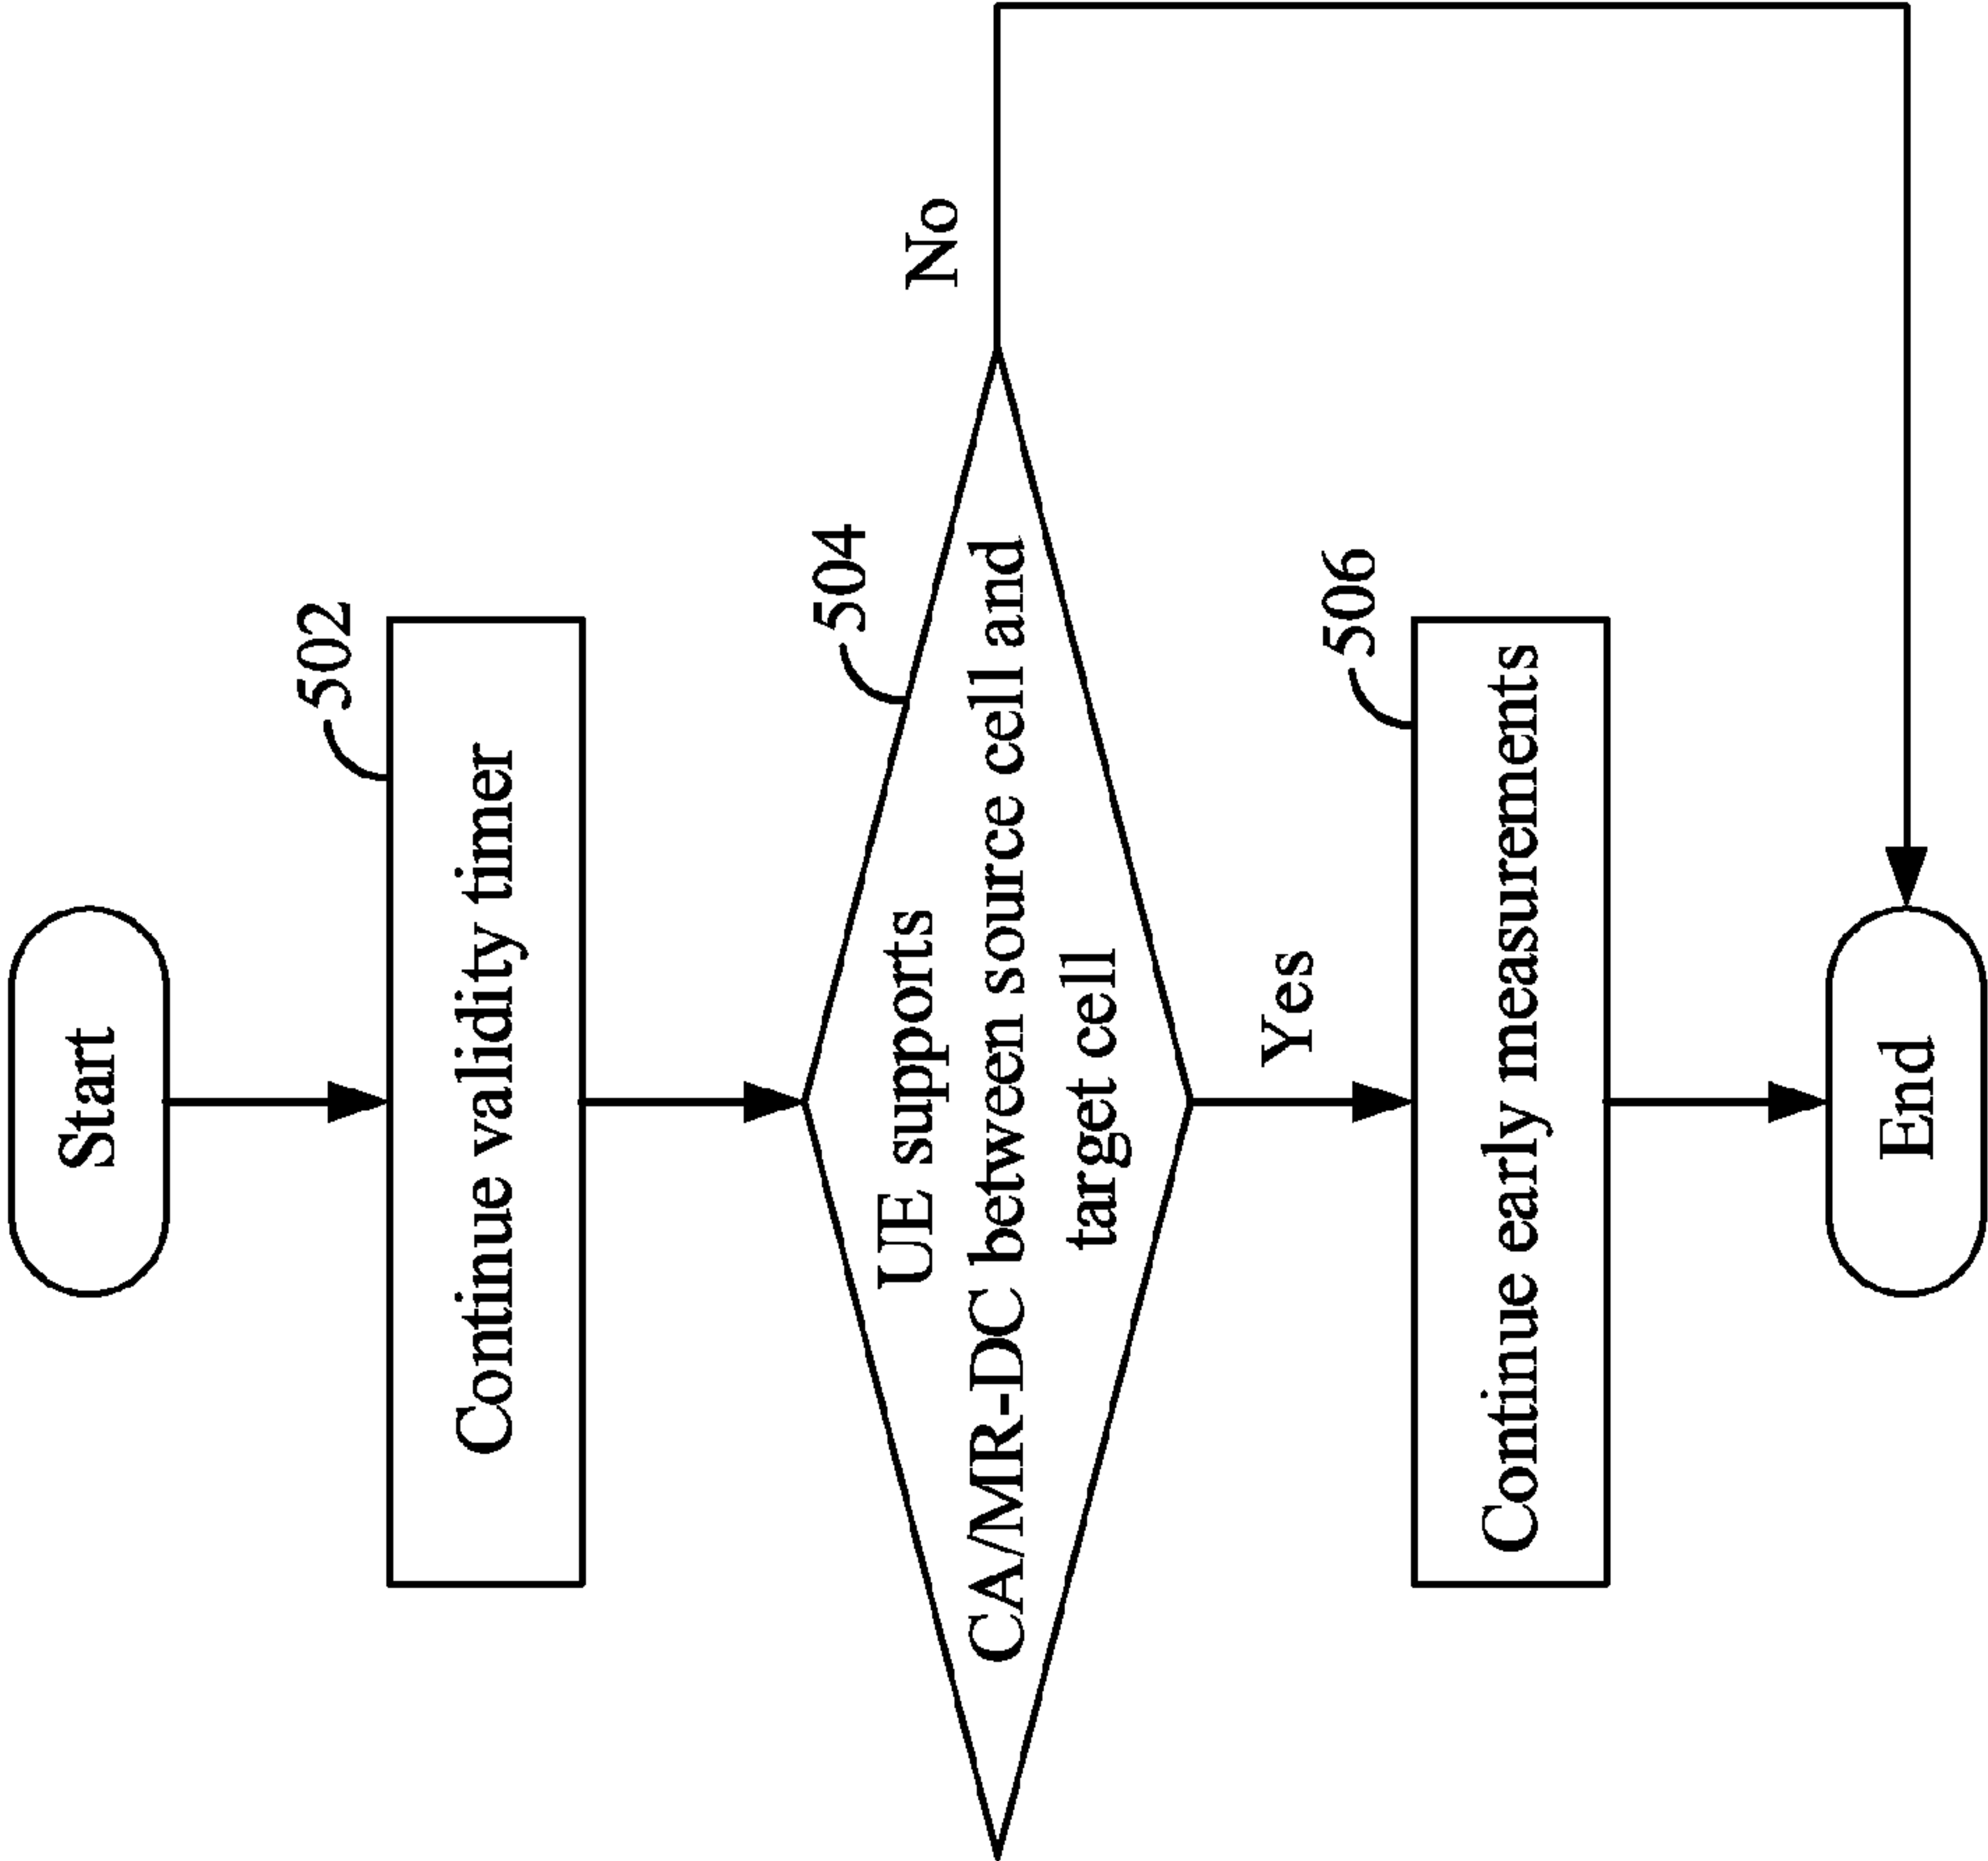 Start
502
Continue validity timer
504
UE supports
CA/MR-DC between source cell and
target cell
No
Yes
506
Continue early measurements
End